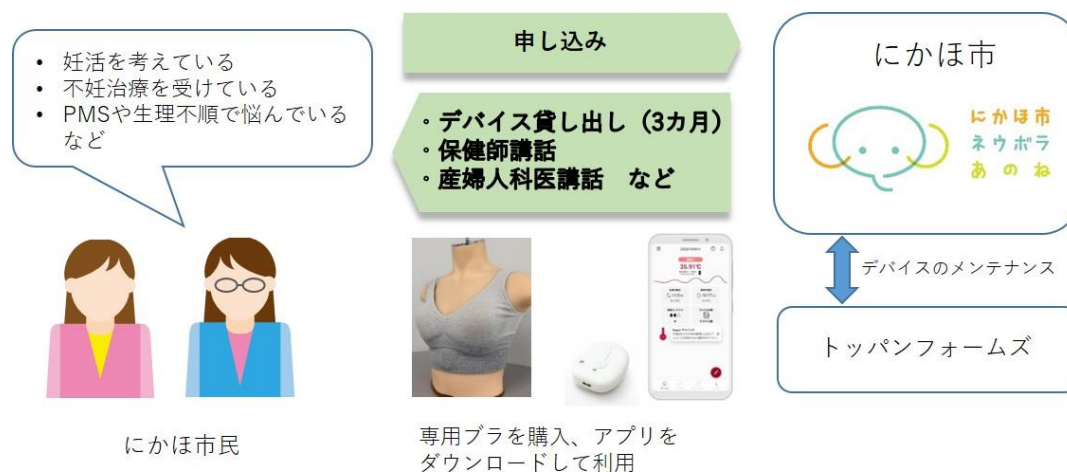 ・妊活を考えている
・不妊治療を受けている
・PMSや生理不順で悩んでいる
など
申し込み
・デバイス貸し出し（3カ月）
・保健師講話
・産婦人科医講話　など
にかほ市
にかほ市
ネウボラ
あのね
デバイスのメンテナンス
トッパンフォームズ
35.91℃
にかほ市民
専用ブラを購入、アプリを
ダウンロードして利用